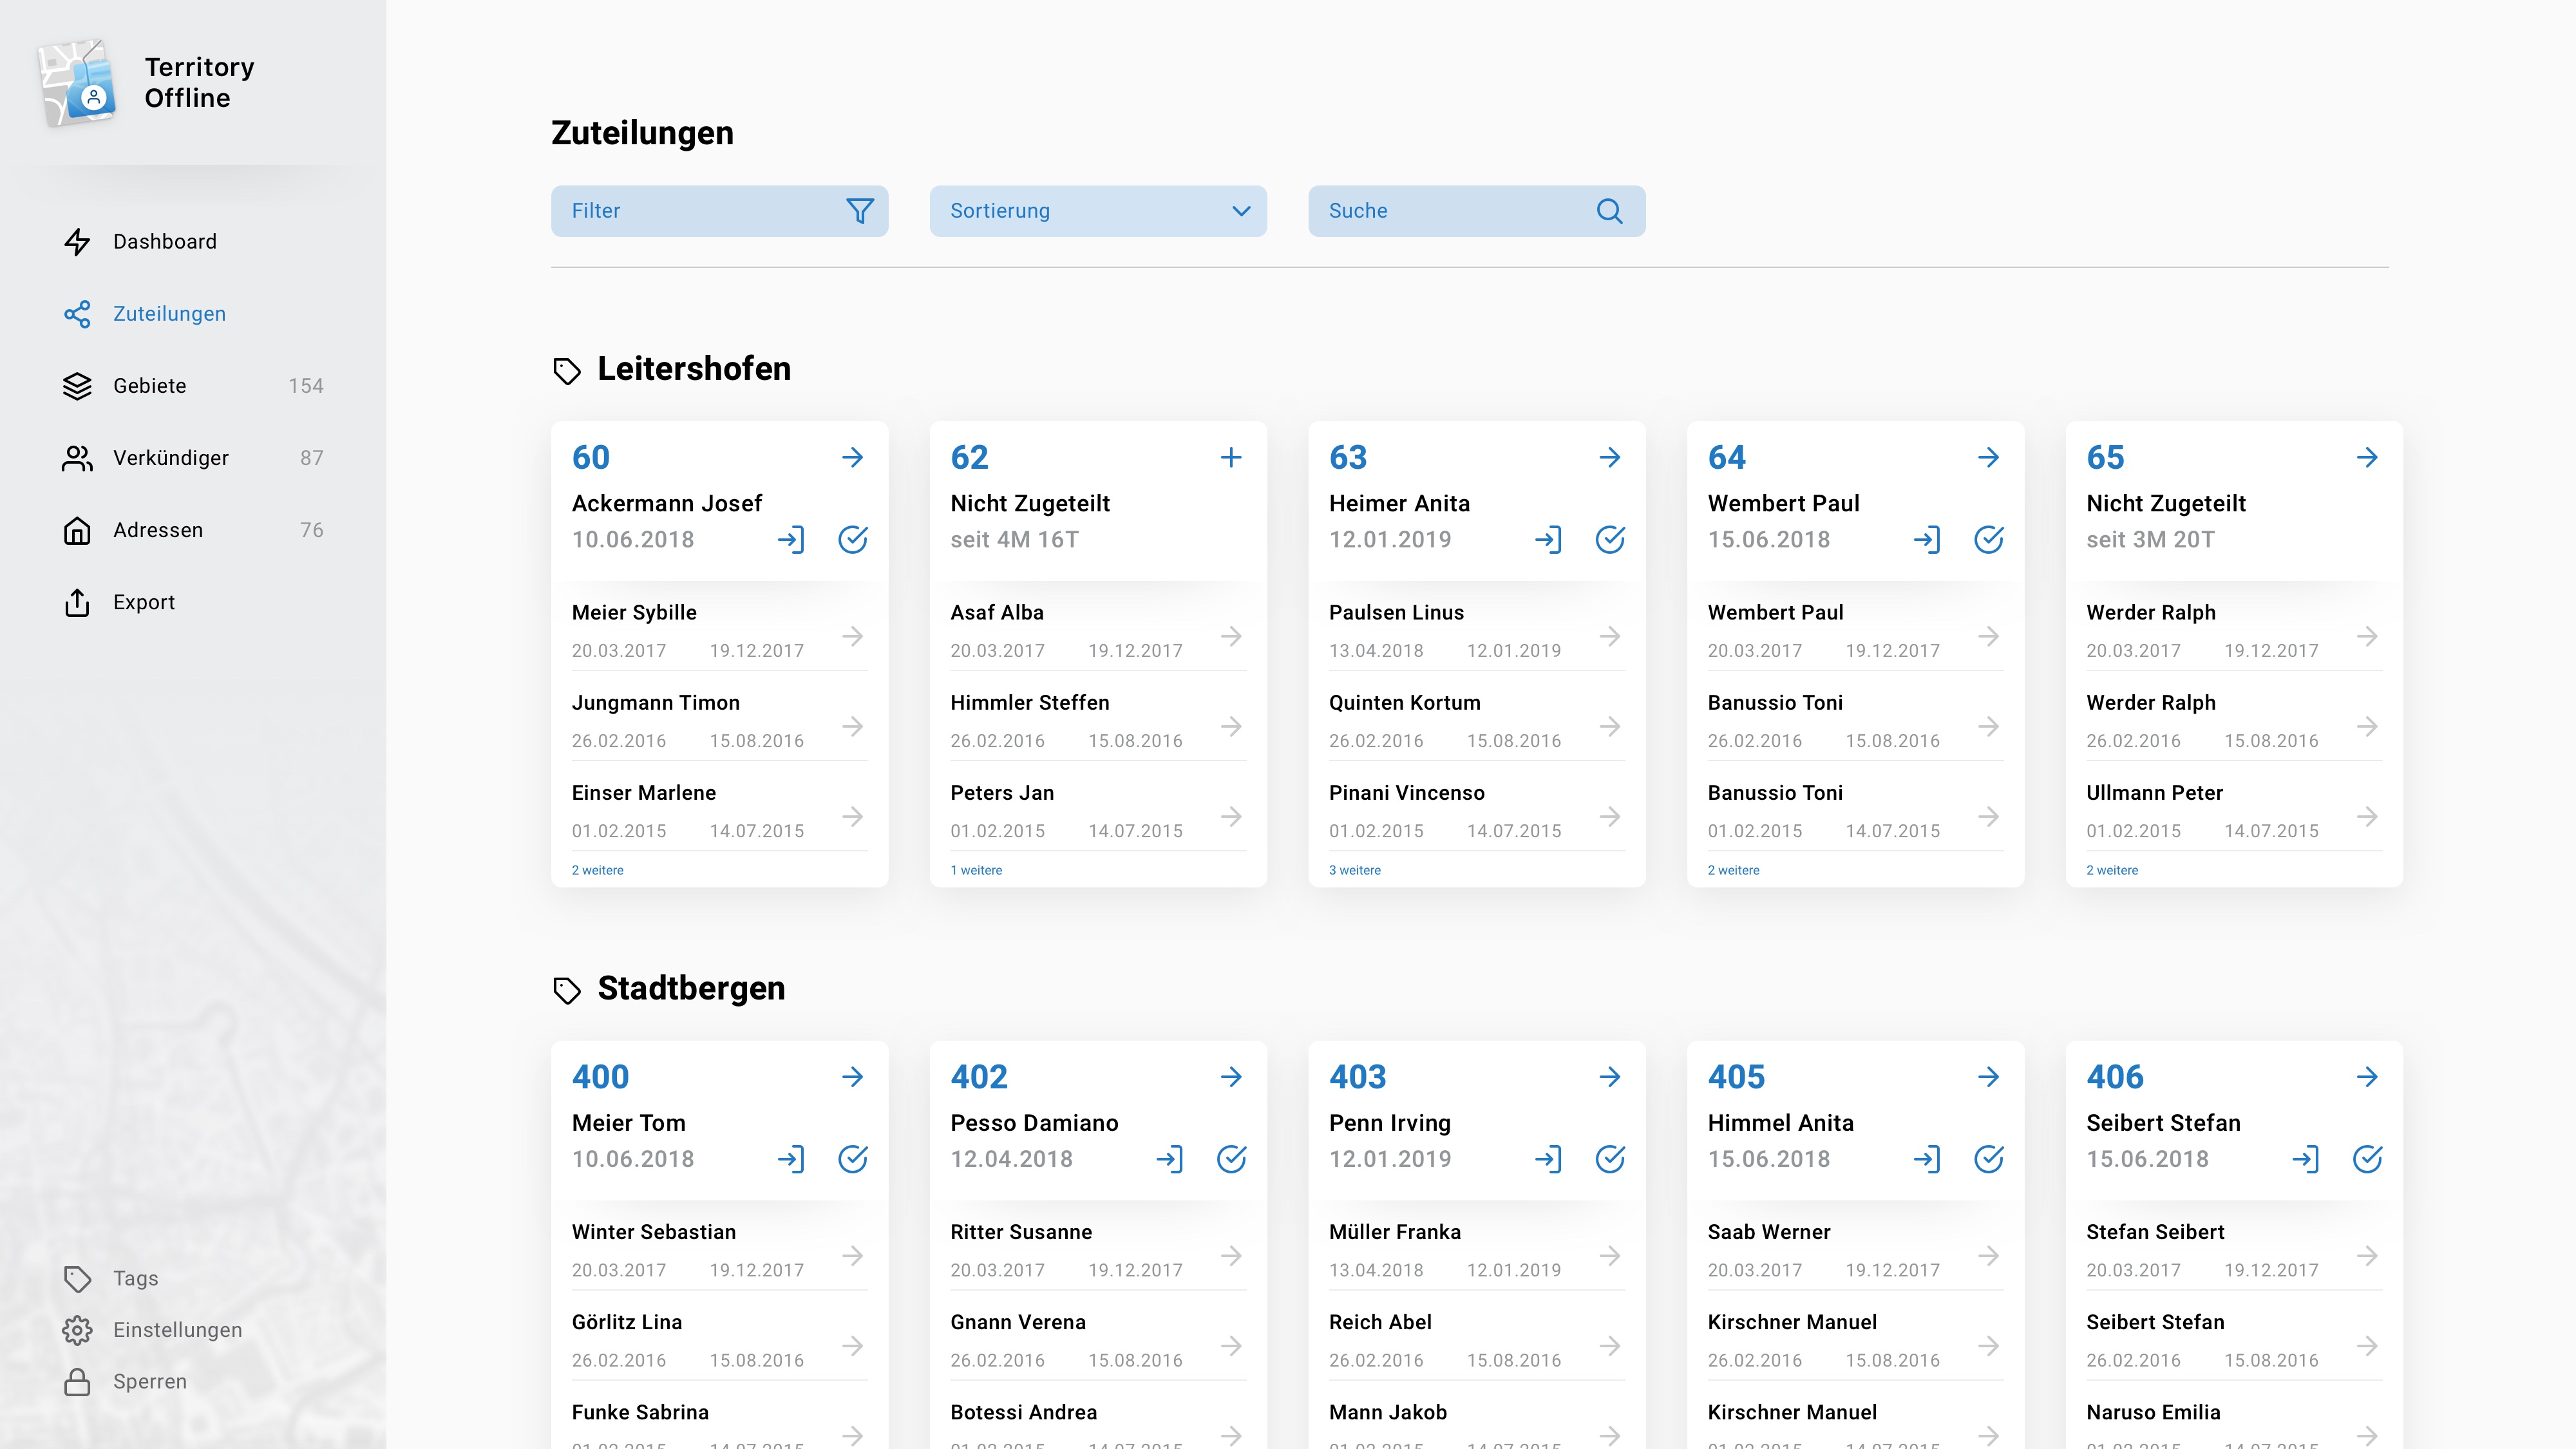 Territory
Offline
Dashboard
Zuteilungen
Gebiete 154
Verkündiger 87
Adressen 76
Export
Tags
Einstellungen
Sperren
Zuteilungen
Filter
Sortierung
Suche
Leitershofen
60
Ackermann Josef
10.06.2018
Meier Sybille
20.03.2017 19.12.2017
Jungmann Timon
26.02.2016 15.08.2016
Einser Marlene
01.02.2015 14.07.2015
2 weitere
62
Nicht Zugeteilt
seit 4M 16T
Asaf Alba
20.03.2017 19.12.2017
Himmler Steffen
26.02.2016 15.08.2016
Peters Jan
01.02.2015 14.07.2015
1 weitere
63
Heimer Anita
12.01.2019
Paulsen Linus
13.04.2018 12.01.2019
Quinten Kortum
26.02.2016 15.08.2016
Pinani Vincenso
01.02.2015 14.07.2015
3 weitere
64
Wembert Paul
15.06.2018
Wembert Paul
20.03.2017 19.12.2017
Banussio Toni
26.02.2016 15.08.2016
Banussio Toni
01.02.2015 14.07.2015
2 weitere
65
Nicht Zugeteilt
seit 3M 20T
Werder Ralph
20.03.2017 19.12.2017
Werder Ralph
26.02.2016 15.08.2016
Ullmann Peter
01.02.2015 14.07.2015
2 weitere
Stadtbergen
400
Meier Tom
10.06.2018
Winter Sebastian
20.03.2017 19.12.2017
Görlitz Lina
26.02.2016 15.08.2016
Funke Sabrina
402
Pesso Damiano
12.04.2018
Ritter Susanne
20.03.2017 19.12.2017
Gnann Verena
26.02.2016 15.08.2016
Botessi Andrea
403
Penn Irving
12.01.2019
Müller Franka
13.04.2018 12.01.2019
Reich Abel
26.02.2016 15.08.2016
Mann Jakob
405
Himmel Anita
15.06.2018
Saab Werner
20.03.2017 19.12.2017
Kirschner Manuel
26.02.2016 15.08.2016
Kirschner Manuel
406
Seibert Stefan
15.06.2018
Stefan Seibert
20.03.2017 19.12.2017
Seibert Stefan
26.02.2016 15.08.2016
Naruso Emilia